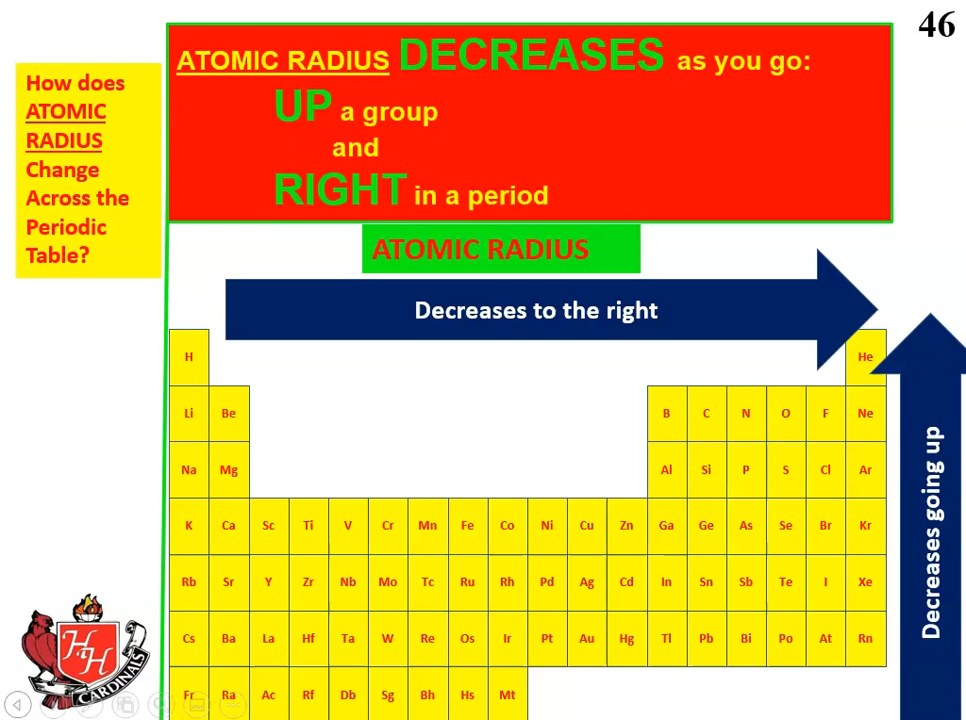 46
ATOMIC RADIUS DECREASES as you go:
UP a group
and
RIGHT in a period
How does
ATOMIC
RADIUS
Change
Across the
Periodic
Table?
ATOMIC RADIUS
Decreases to the right
Decreases going up
H He
Li Be B C N O F Ne
Na Mg Al Si P S Cl Ar
K Ca Sc Ti V Cr Mn Fe Co Ni Cu Zn Ga Ge As Se Br Kr
Rb Sr Y Zr Nb Mo Tc Ru Rh Pd Ag Cd In Sn Sb Te I Xe
Cs Ba La Hf Ta W Re Os Ir Pt Au Hg Tl Pb Bi Po At Rn
Fr Ra Ac Rf Db Sg Bh Hs Mt
HH
CARDINALS